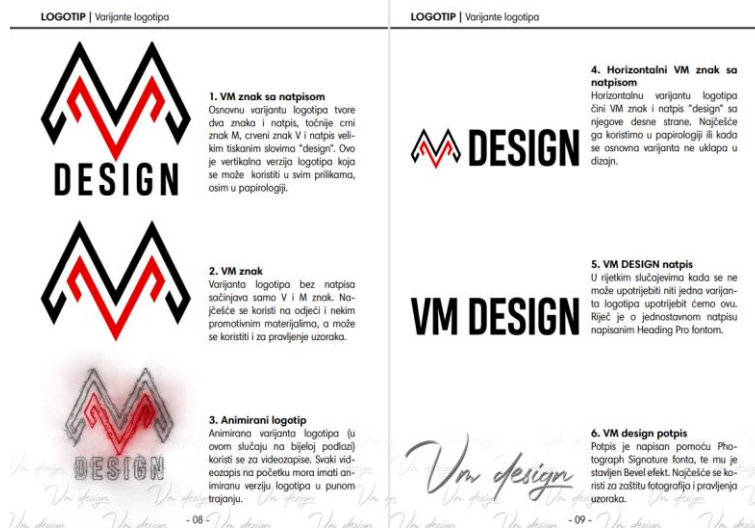 LOGOTIP | Varijante logotipa
DESIGN
1. VM znak sa natpisom
Osnovnu varijantu logotipa tvore
dva znaka i natpis, točnije crni
znak M, crveni znak V i natpis veli-
kim tiskanim slovima "design". Ovo
je vertikalna verzija logotipa koja
se može koristiti u svim prilikama,
osim u papirologiji.
2. VM znak
Varijanta logotipa bez natpisa
sačinjava samo V i M znak. Na-
jčešće se koristi na odjeći i nekim
promotivnim materijalima, a može
se koristiti i za pravljenje uzoraka.
DESIGN
3. Animirani logotip
Animirana varijanta logotipa (u
ovom slučaju na bijeloj podlozi)
koristi se za videozapise. Svaki vid-
eozapis na početku mora imati an-
imiranu verziju logotipa u punom
trajanju.
- 08 -
LOGOTIP | Varijante logotipa
DESIGN
4. Horizontalni VM znak sa
natpisom
Horizontalnu varijantu logotipa
čini VM znak i natpis "design" sa
njegove desne strane. Najčešće
ga koristimo u papirologiji ili kada
se osnovna varijanta ne uklapa u
dizajn.
VM DESIGN
5. VM DESIGN natpis
U rijetkim slučajevima kada se ne
može upotrijebiti niti jedna varijan-
ta logotipa upotrijebit ćemo ovu.
Riječ je o jednostavnom natpisu
napisanim Heading Pro fontom.
Vm design
6. VM design potpis
Potpis je napisan pomoću Pho-
tograph Signature fonta, te mu je
stavljen Bevel efekt. Najčešće se ko-
risti za zaštitu fotografija i pravljenja
uzoraka.
- 09 -